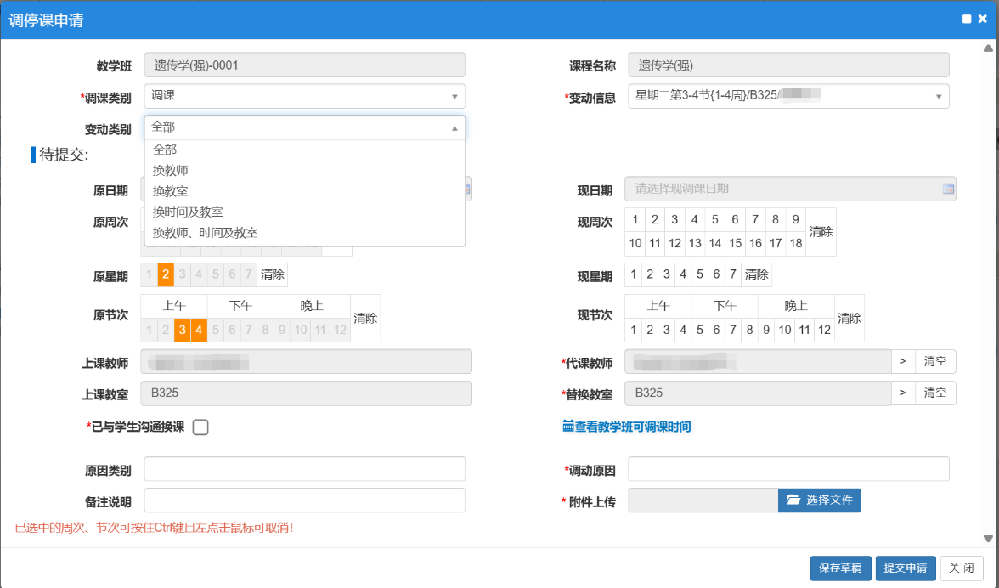 调停课申请
教学班 遗传学(强)-0001 课程名称 遗传学(强)
*调课类别 调课 *变动信息 星期二第3-4节{1-4周}/B325/
变动类别 全部
全部
换教师
换教室
换时间及教室
换教师、时间及教室
待提交:
原日期 现日期 请选择现调课日期
原周次 现周次 1 2 3 4 5 6 7 8 9 清除
10 11 12 13 14 15 16 17 18
原星期 1 2 3 4 5 6 7 清除 现星期 1 2 3 4 5 6 7 清除
上午 下午 晚上 上午 下午 晚上
原节次 清除 现节次 清除
1 2 3 4 5 6 7 8 9 10 11 12 1 2 3 4 5 6 7 8 9 10 11 12
上课教师 *代课教师 > 清空
上课教室 B325 *替换教室 B325 > 清空
*已与学生沟通换课 查看教学班可调课时间
原因类别 *调动原因
备注说明 * 附件上传 选择文件
已选中的周次、节次可按住Ctrl键且左点击鼠标可取消!
保存草稿 提交申请 关 闭